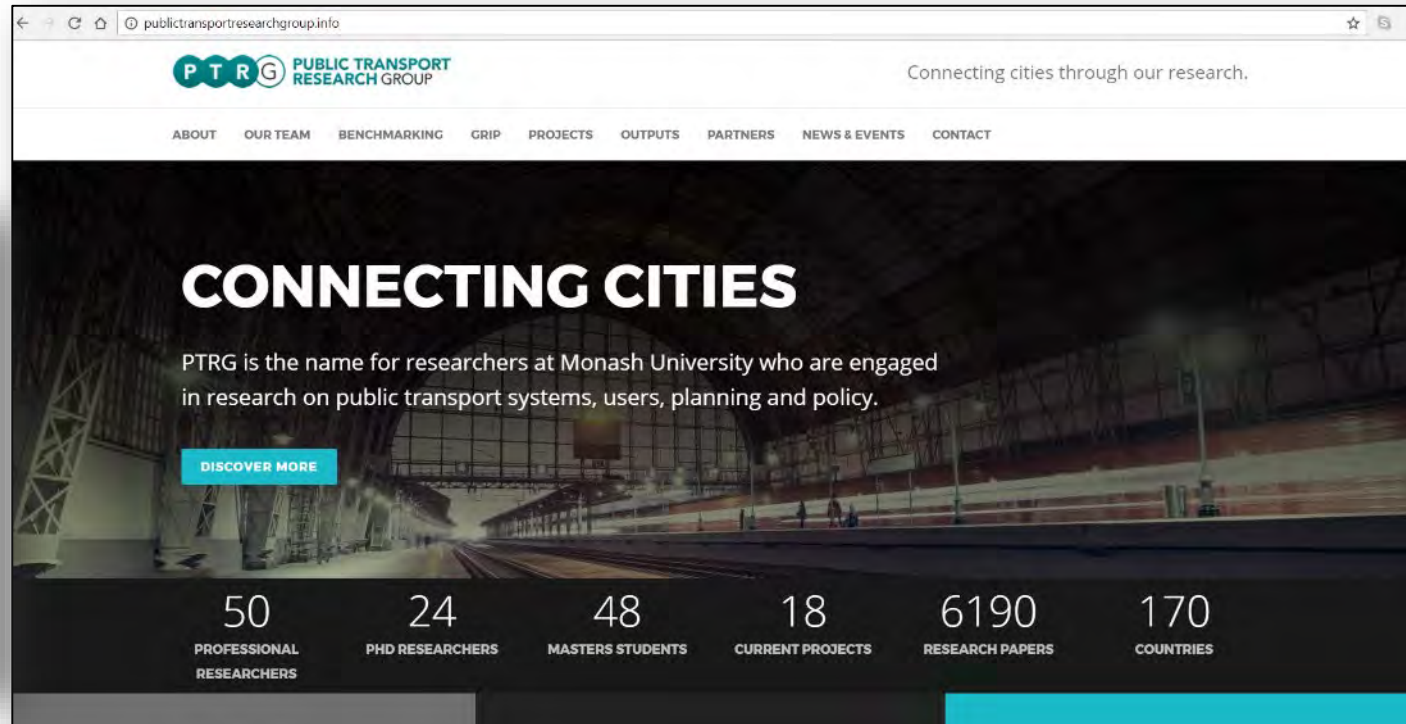 publictransportresearchgroup.info
PTRG PUBLIC TRANSPORT
RESEARCH GROUP
Connecting cities through our research.
ABOUT OUR TEAM BENCHMARKING GRIP PROJECTS OUTPUTS PARTNERS NEWS & EVENTS CONTACT
CONNECTING CITIES
PTRG is the name for researchers at Monash University who are engaged
in research on public transport systems, users, planning and policy.
DISCOVER MORE
50 24 48 18 6190 170
PROFESSIONAL PHD RESEARCHERS MASTERS STUDENTS CURRENT PROJECTS RESEARCH PAPERS COUNTRIES
RESEARCHERS